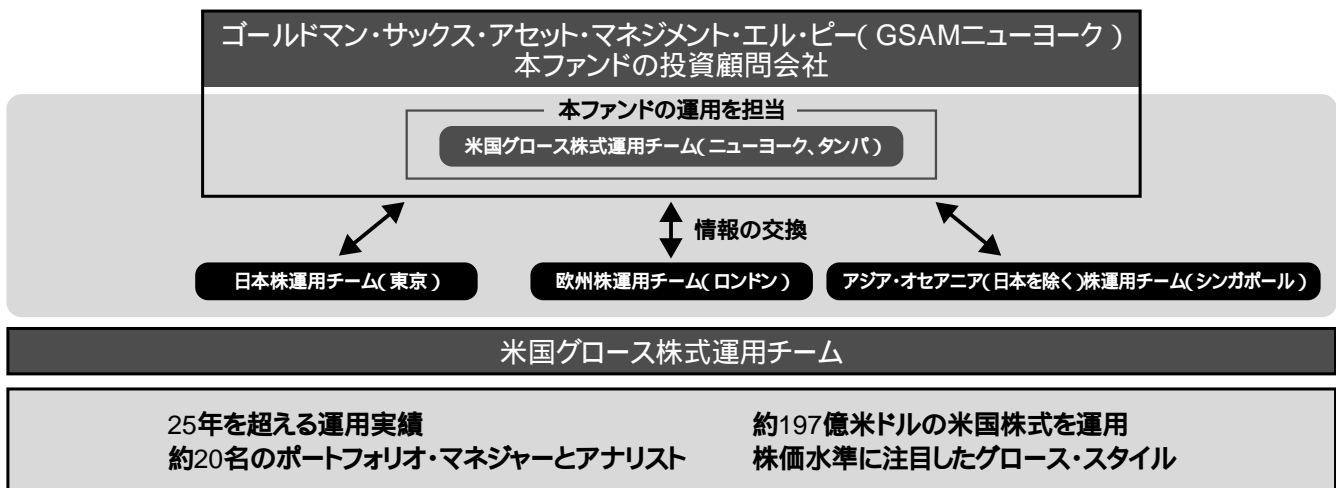 ゴールドマン・サックス・アセット・マネジメント・エル・ピー( GSAMニューヨーク )
本ファンドの投資顧問会社
本ファンドの運用を担当
米国グロース株式運用チーム(ニューヨーク、タンパ)
情報の交換
日本株運用チーム(東京)
欧州株運用チーム(ロンドン)
アジア・オセアニア(日本を除く)株運用チーム(シンガポール)
米国グロース株式運用チーム
25年を超える運用実績
約197億米ドルの米国株式を運用
約20名のポートフォリオ・マネジャーとアナリスト
株価水準に注目したグロース・スタイル